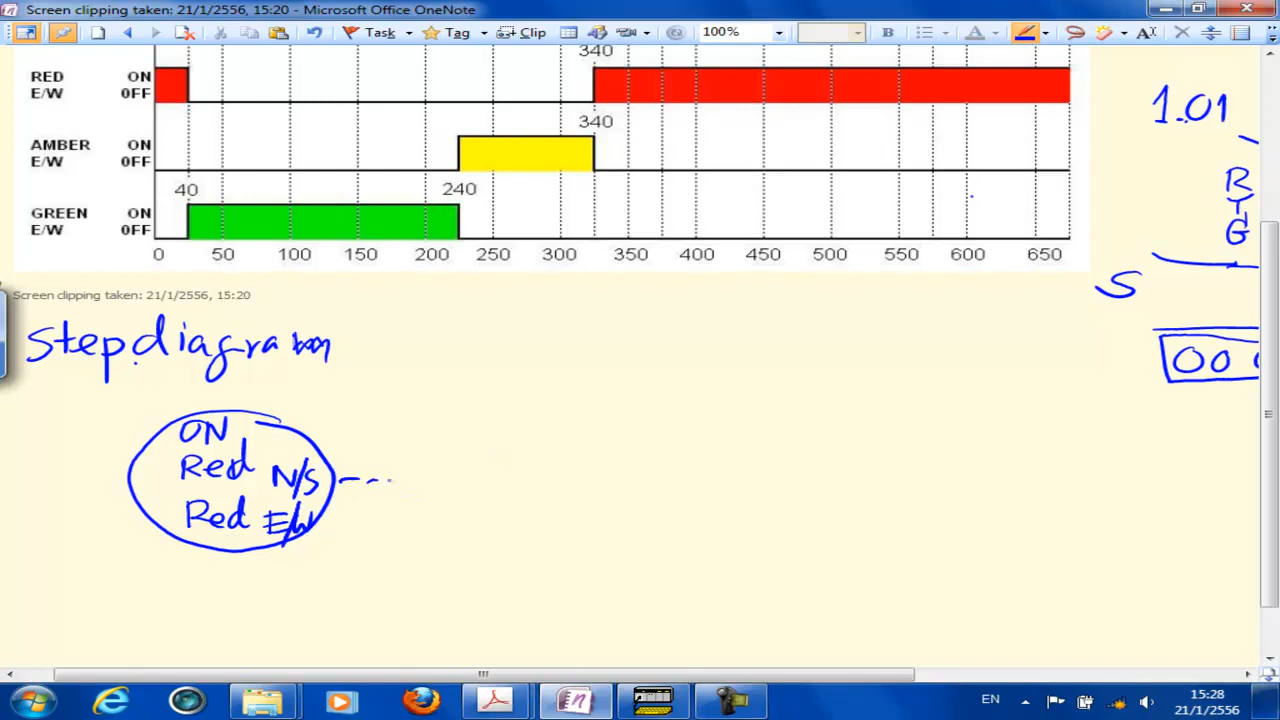 Screen clipping taken: 21/1/2556, 15:20 - Microsoft Office OneNote
Task Tag Clip 100% B A A
340
RED ON
E/W OFF
340
AMBER ON
E/W OFF
40 240
GREEN ON
E/W OFF
0 50 100 150 200 250 300 350 400 450 500 550 600 650
1.01
R
Y
G
S
00
Screen clipping taken: 21/1/2556, 15:20
Step diagram
ON
Red N/S
Red E/W
EN
15:28
21/1/2556